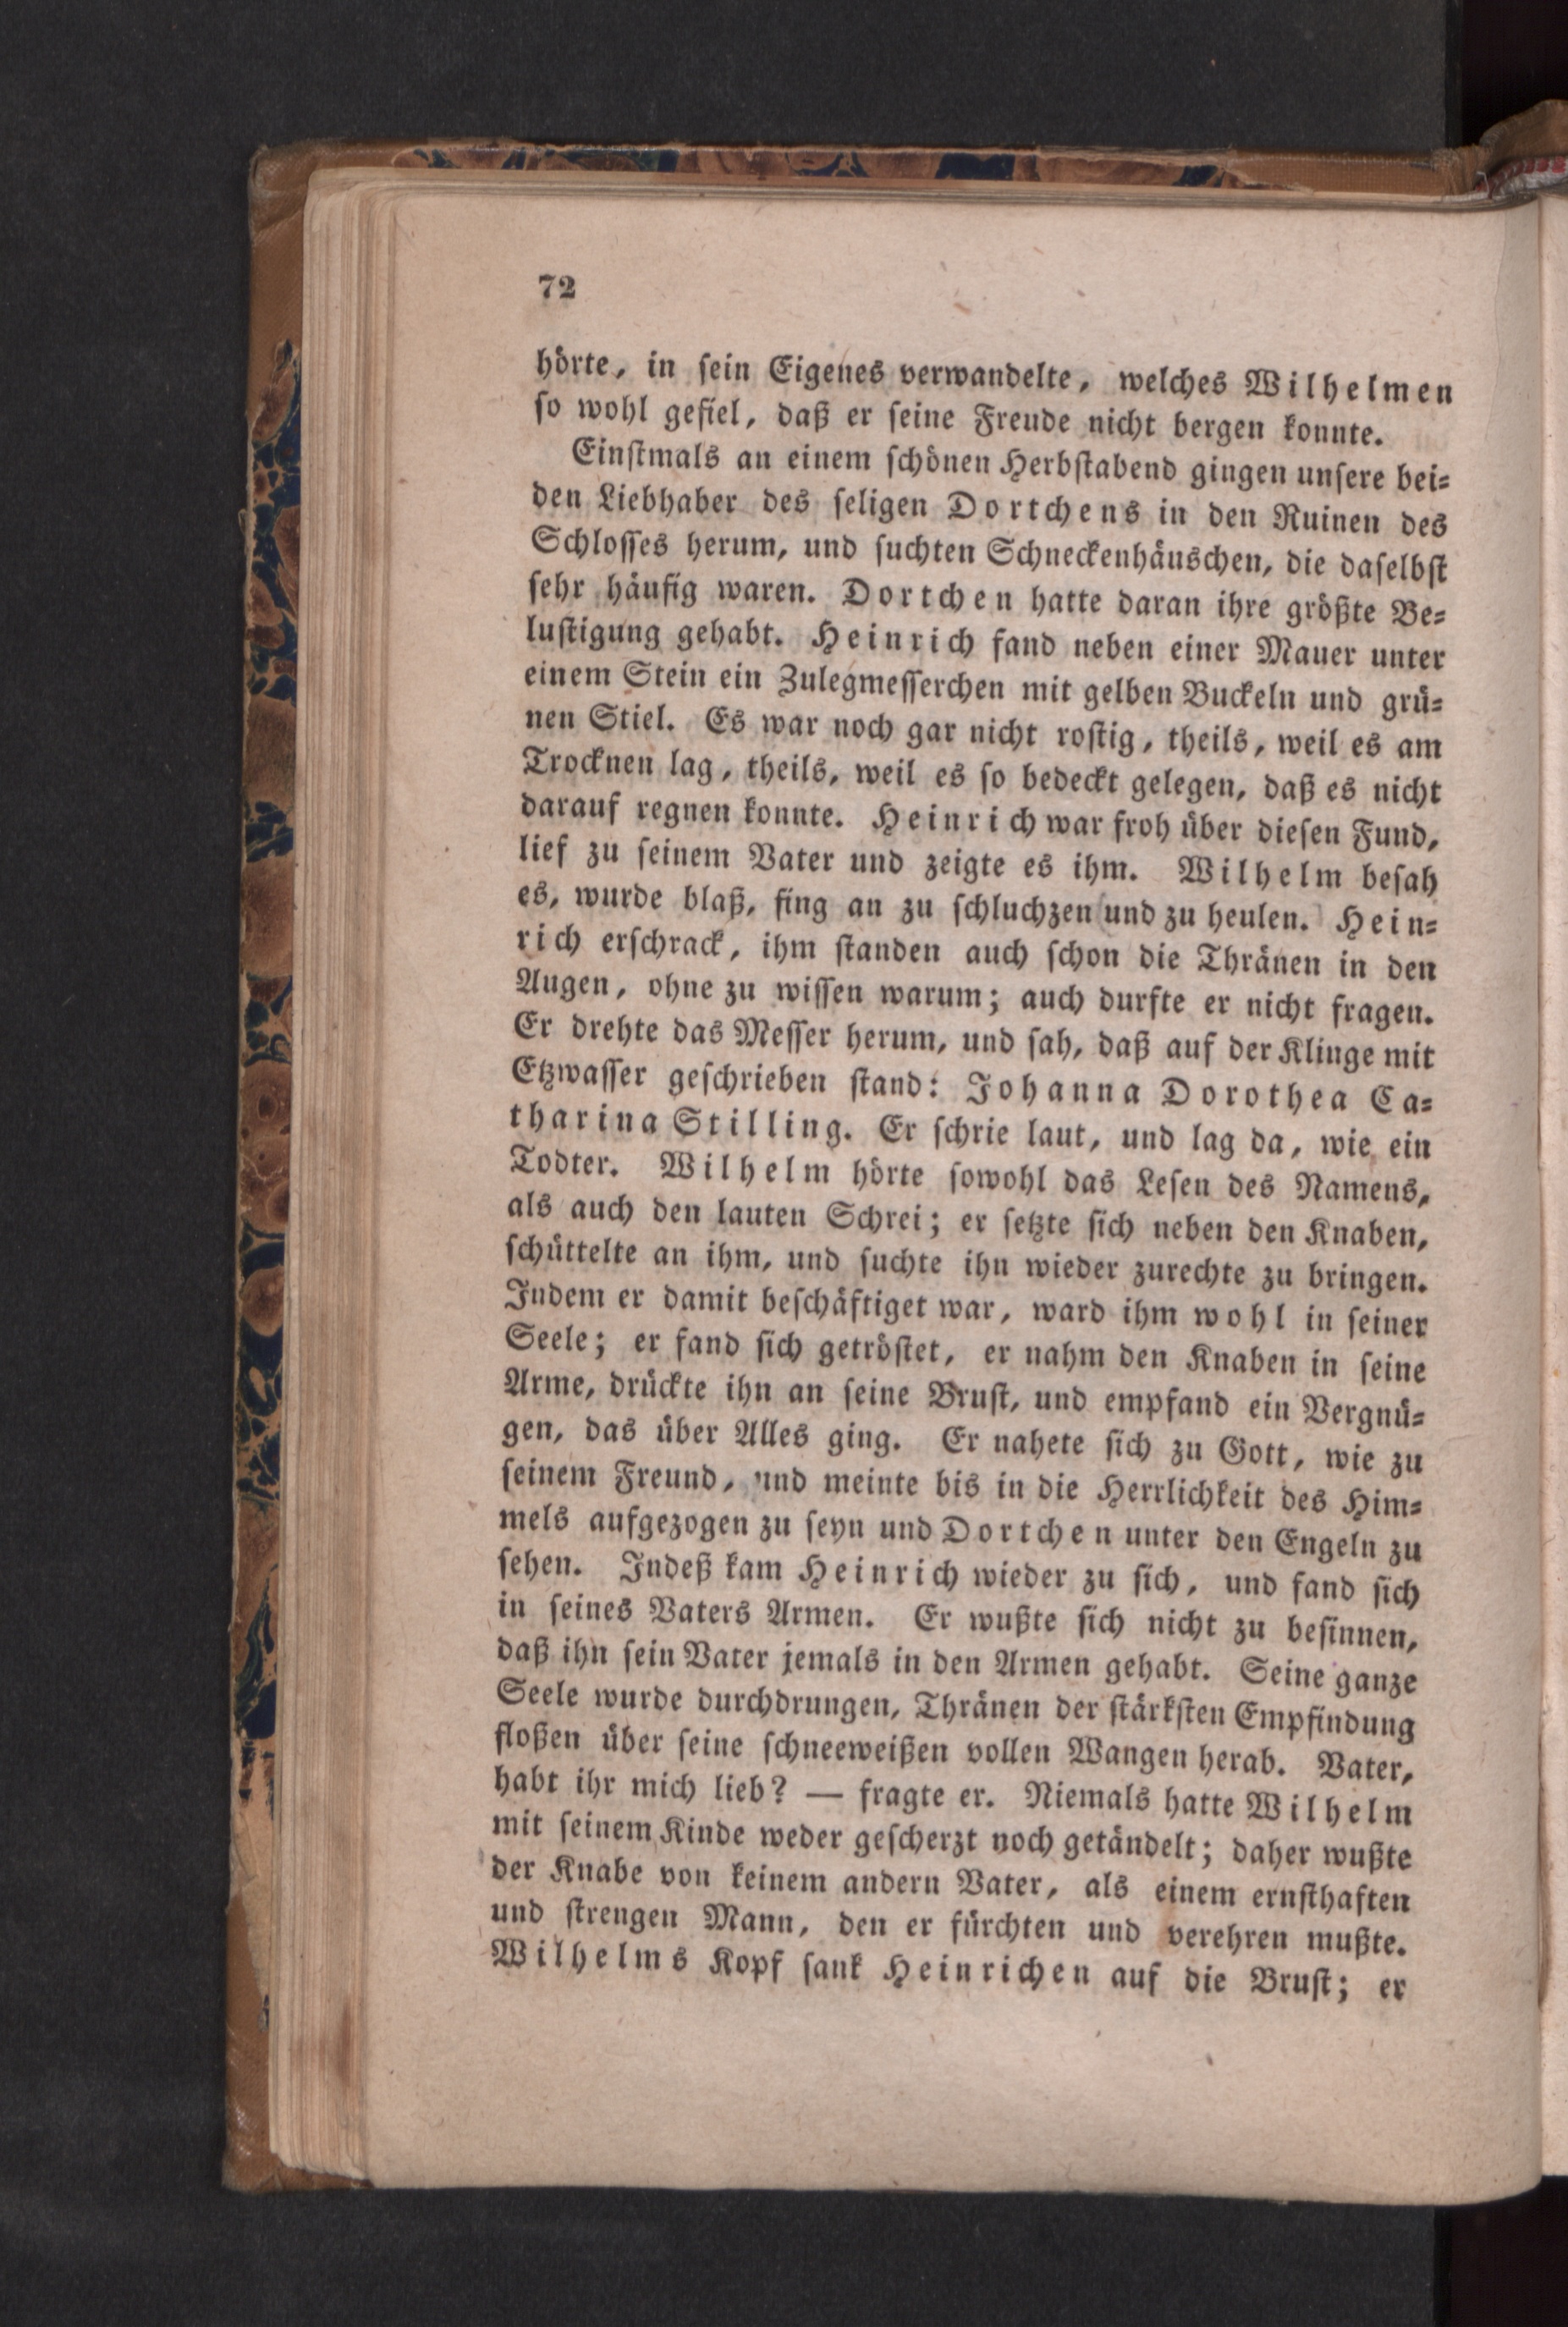 72
hörte, in ſein Eigenes verwandelte, welches Wilhelmen
ſo wohl gefiel, daß er ſeine Freude nicht bergen konnte.
Einſtmals an einem ſchönen Herbſtabend gingen unſere bei⸗
den Liebhaber des ſeligen Dortchens in den Ruinen des
Schloſſes herum, und ſuchten Schneckenhäuschen, die daſelbſt
ſehr häufig waren. Dortchen hatte daran ihre größte Be⸗
luſtigung gehabt. Heinrich fand neben einer Mauer unter
einem Stein ein Zulegmeſſerchen mit gelben Buckeln und grü⸗
nen Stiel. Es war noch gar nicht roſtig, theils, weil es am
Trocknen lag, theils, weil es ſo bedeckt gelegen, daß es nicht
darauf regnen konnte. Heinrich war froh über dieſen Fund,
lief zu ſeinem Vater und zeigte es ihm. Wilhelm beſah
es, wurde blaß, fing an zu ſchluchzen und zu heulen. Hein⸗
rich erſchrack, ihm ſtanden auch ſchon die Thränen in den
Augen, ohne zu wiſſen warum; auch durfte er nicht fragen.
Er drehte das Meſſer herum, und ſah, daß auf der Klinge mit
Etzwaſſer geſchrieben ſtand: Johanna Dorothea Ca⸗
tharina Stilling. Er ſchrie laut, und lag da, wie ein
Todter. Wilhelm hörte ſowohl das Leſen des Namens,
als auch den lauten Schrei; er ſetzte ſich neben den Knaben,
ſchüttelte an ihm, und ſuchte ihn wieder zurechte zu bringen.
Indem er damit beſchäftiget war, ward ihm wohl in ſeiner
Seele; er fand ſich getröſtet, er nahm den Knaben in ſeine
Arme, drückte ihn an ſeine Bruſt, und empfand ein Vergnü⸗
gen, das über Alles ging. Er nahete ſich zu Gott, wie zu
ſeinem Freund, und meinte bis in die Herrlichkeit des Him⸗
mels aufgezogen zu ſeyn und Dortchen unter den Engeln zu
ſehen. Indeß kam Heinrich wieder zu ſich, und fand ſich
in ſeines Vaters Armen. Er wußte ſich nicht zu beſinnen,
daß ihn ſein Vater jemals in den Armen gehabt. Seine ganze
Seele wurde durchdrungen, Thränen der ſtärkſten Empfindung
floßen über ſeine ſchneeweißen vollen Wangen herab. Vater,
habt ihr mich lieb? — fragte er. Niemals hatte Wilhelm
mit ſeinem Kinde weder geſcherzt noch getändelt; daher wußte
der Knabe von keinem andern Vater, als einem ernſthaften
und ſtrengen Mann, den er fürchten und verehren mußte.
Wilhelms Kopf ſank Heinrichen auf die Bruſt; er